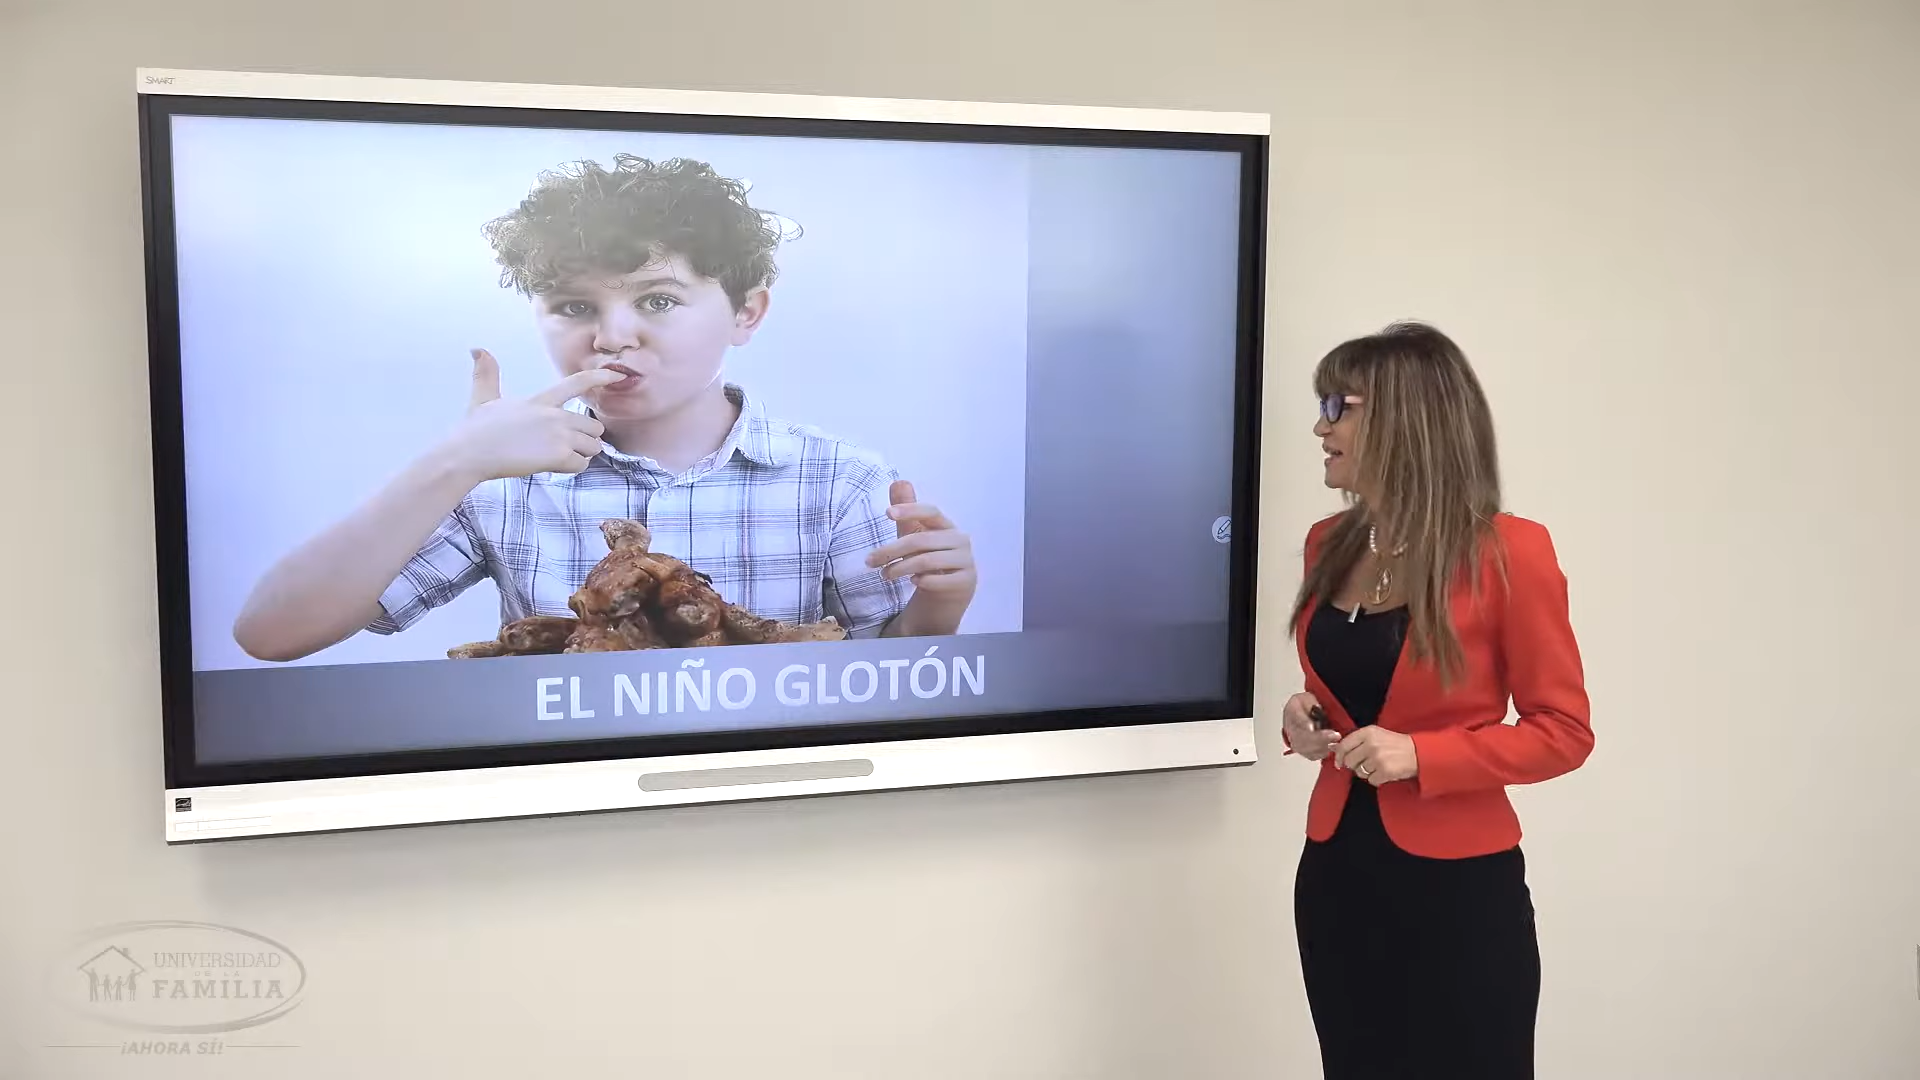 SMART
EL NIÑO GLOTÓN
UNIVERSIDAD
DE LA
FAMILIA
¡AHORA SÍ!